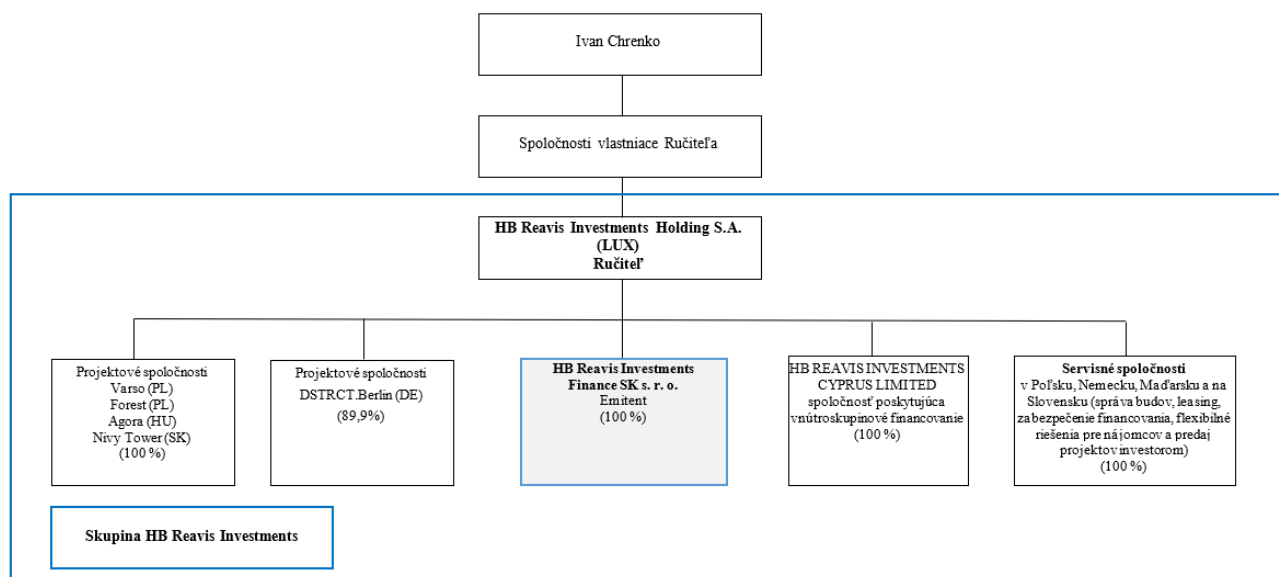 Ivan Chrenko
Spoločnosti vlastniace Ručiteľa
HB Reavis Investments Holding S.A.
(LUX)
Ručiteľ
Projektové spoločnosti
Varso (PL)
Forest (PL)
Agora (HU)
Nivy Tower (SK)
(100 %)
Projektové spoločnosti
DSTRCT.Berlin (DE)
(89,9%)
HB Reavis Investments
Finance SK s. r. o.
Emitent
(100 %)
HB REAVIS INVESTMENTS
CYPRUS LIMITED
spoločnosť poskytujúca
vnútroskupinové financovanie
(100 %)
Servisné spoločnosti
v Poľsku, Nemecku, Maďarsku a na
Slovensku (správa budov, leasing,
zabezpečenie financovania, flexibilné
riešenia pre nájomcov a predaj
projektov investorom)
(100 %)
Skupina HB Reavis Investments